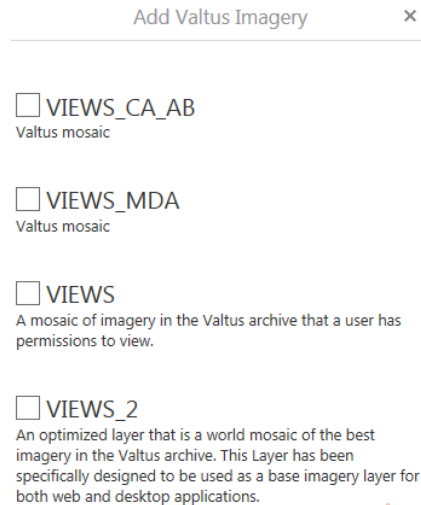 Add Valtus Imagery ×
VIEWS_CA_AB
Valtus mosaic
VIEWS_MDA
Valtus mosaic
VIEWS
A mosaic of imagery in the Valtus archive that a user has
permissions to view.
VIEWS_2
An optimized layer that is a world mosaic of the best
imagery in the Valtus archive. This Layer has been
specifically designed to be used as a base imagery layer for
both web and desktop applications.